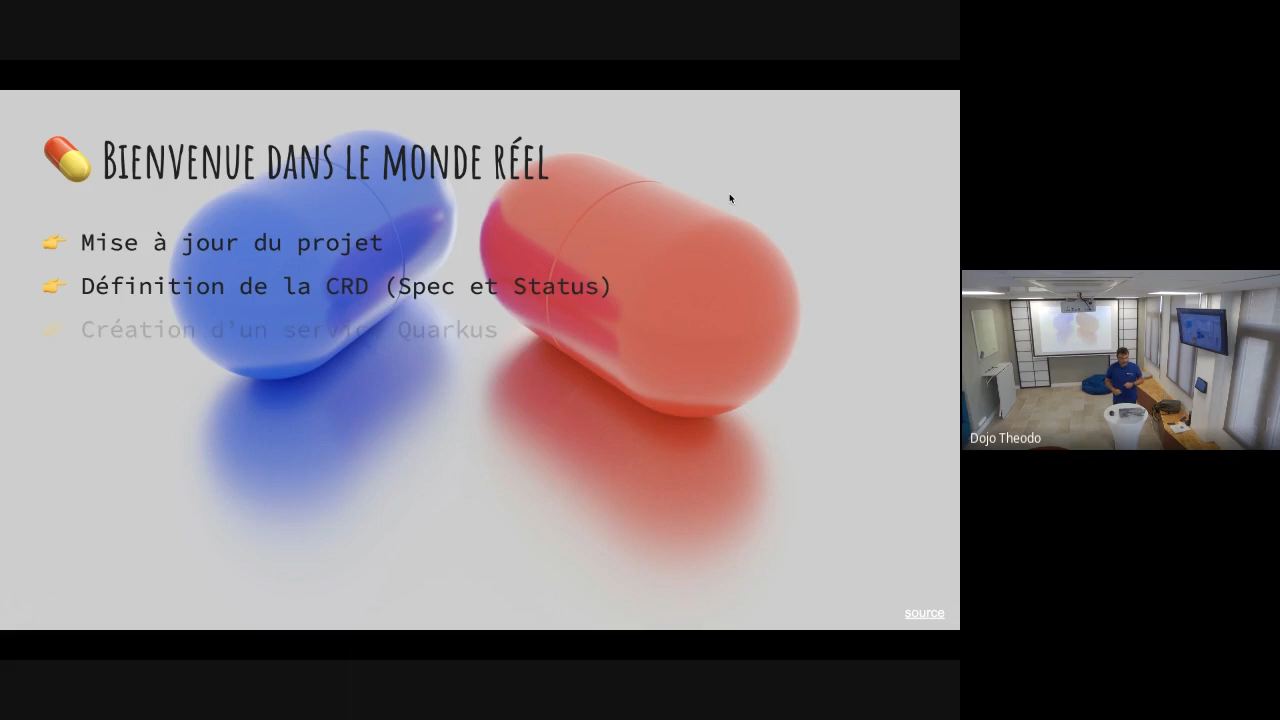 Bienvenue dans le monde réel
👉 Mise à jour du projet
👉 Définition de la CRD (Spec et Status)
👉 Création d'un service Quarkus
source
Dojo Theodo